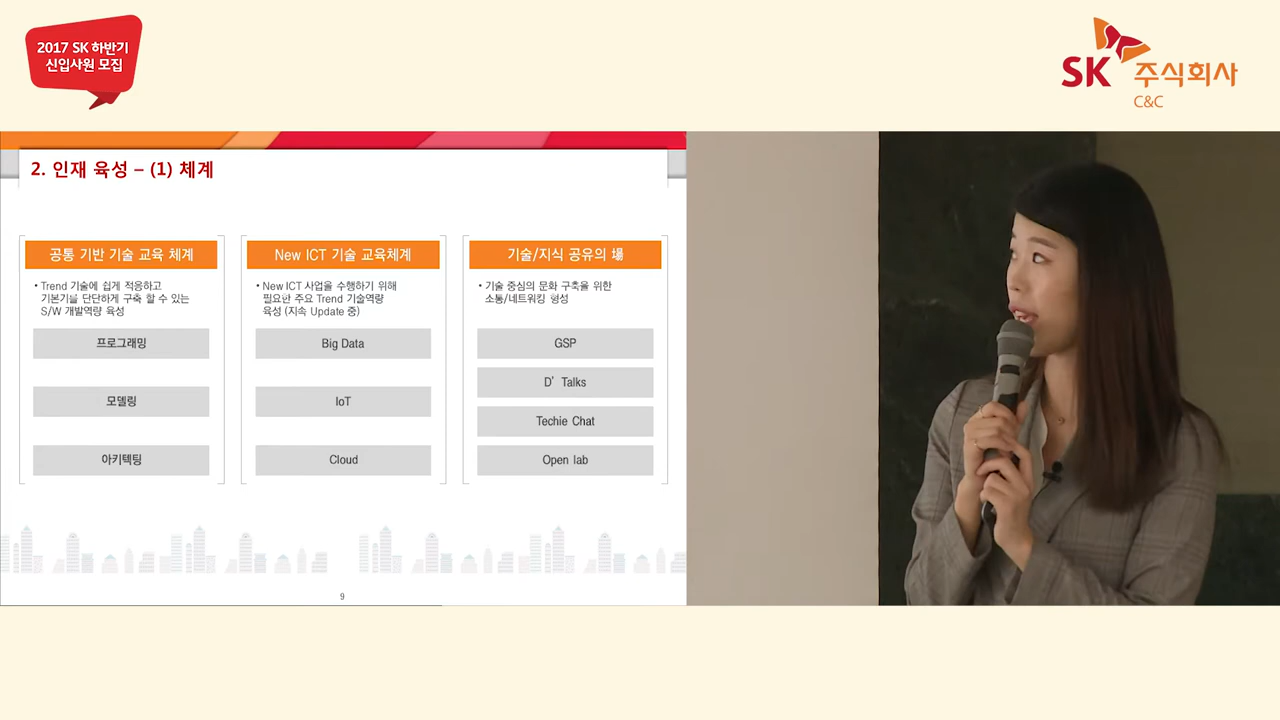 2017 SK 하반기
신입사원 모집
SK 주식회사
C&C
2. 인재 육성 – (1) 체계
공통 기반 기술 교육 체계
• Trend 기술에 쉽게 적응하고
기본기를 단단하게 구축 할 수 있는
S/W 개발역량 육성
프로그래밍
모델링
아키텍팅
New ICT 기술 교육체계
• New ICT 사업을 수행하기 위해
필요한 주요 Trend 기술역량
육성 (지속 Update 중)
Big Data
IoT
Cloud
기술/지식 공유의 場
• 기술 중심의 문화 구축을 위한
소통/네트워킹 형성
GSP
D’ Talks
Techie Chat
Open lab
9